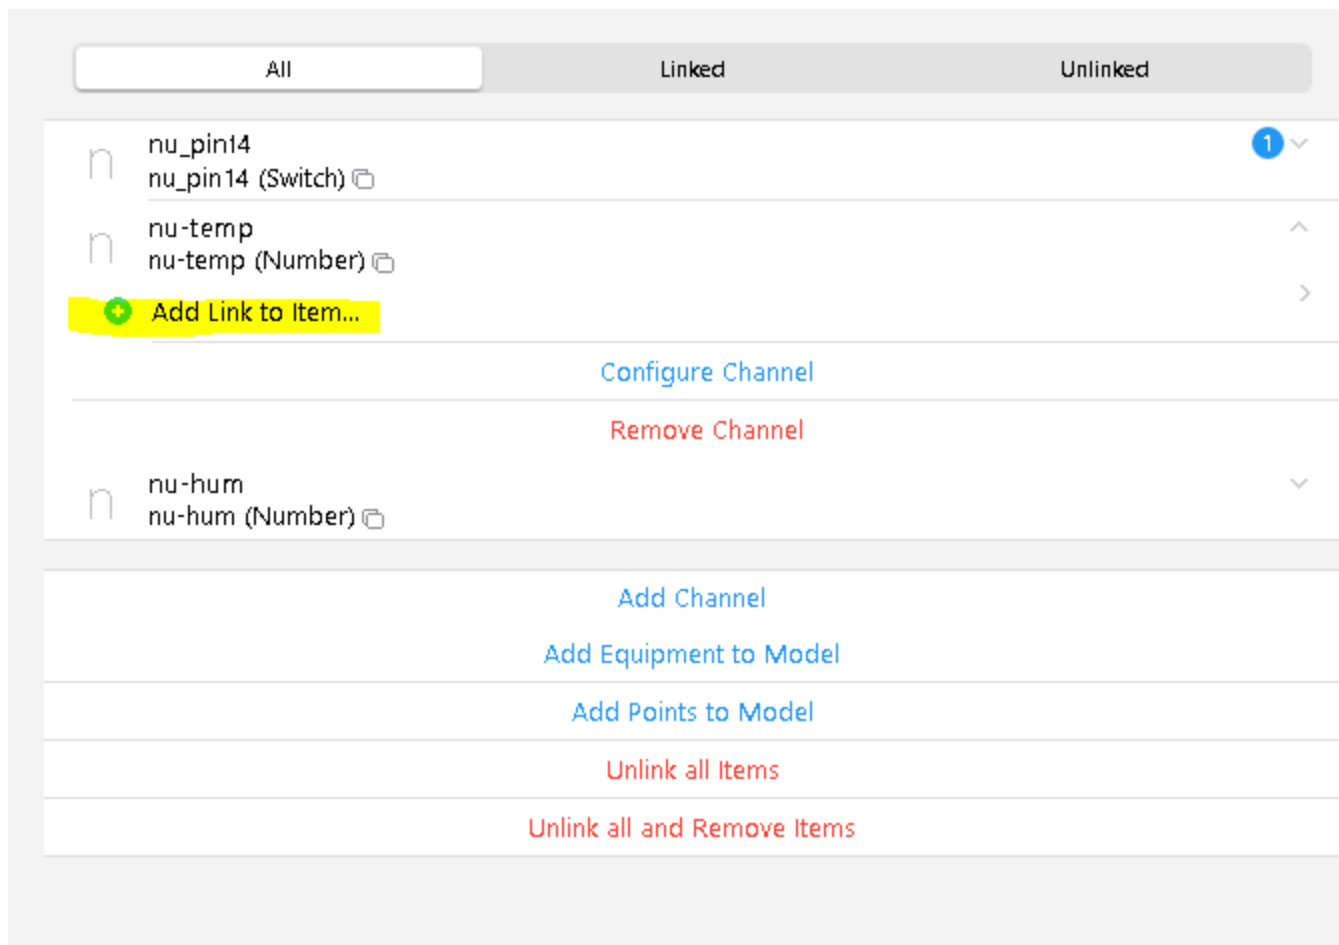 All Linked Unlinked
n
nu_pin14
1
nu_pin14 (Switch)
n
nu-temp
nu-temp (Number)
Add Link to Item...
Configure Channel
Remove Channel
n
nu-hum
nu-hum (Number)
Add Channel
Add Equipment to Model
Add Points to Model
Unlink all Items
Unlink all and Remove Items